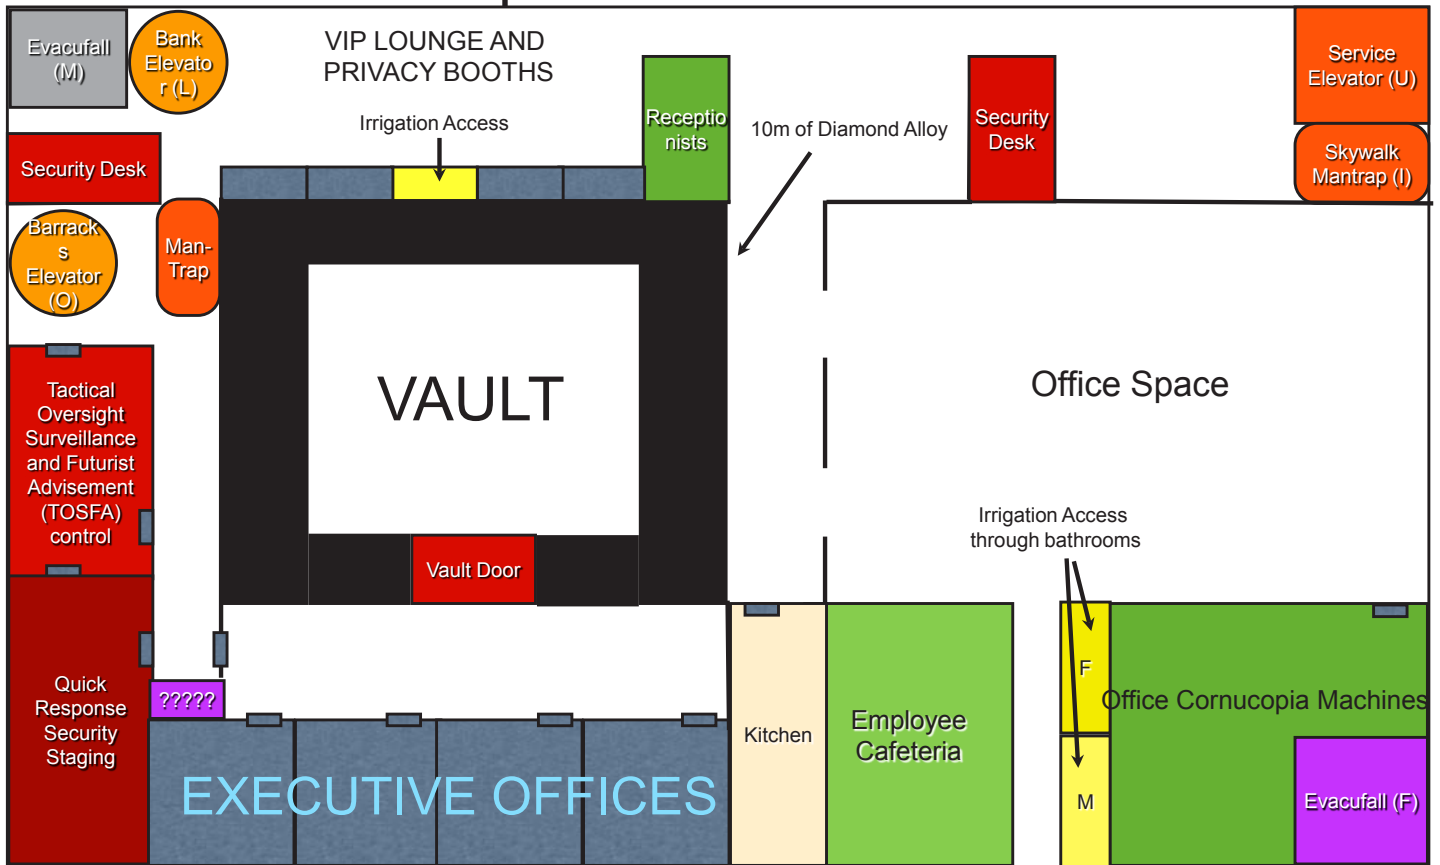 Evacufall
(M)
Bank
Elevato
r (L)
VIP LOUNGE AND
PRIVACY BOOTHS
Irrigation Access
Receptio
nists
10m of Diamond Alloy
Security
Desk
Service
Elevator (U)
Skywalk
Mantrap (I)
Security Desk
Barrack
s
Elevator
(O)
Man-
Trap
Tactical
Oversight
Surveillance
and Futurist
Advisement
(TOSFA)
control
VAULT
Vault Door
Office Space
Irrigation Access
through bathrooms
Quick
Response
Security
Staging
?????
EXECUTIVE OFFICES
Kitchen
Employee
Cafeteria
F
M
Office Cornucopia Machines
Evacufall (F)